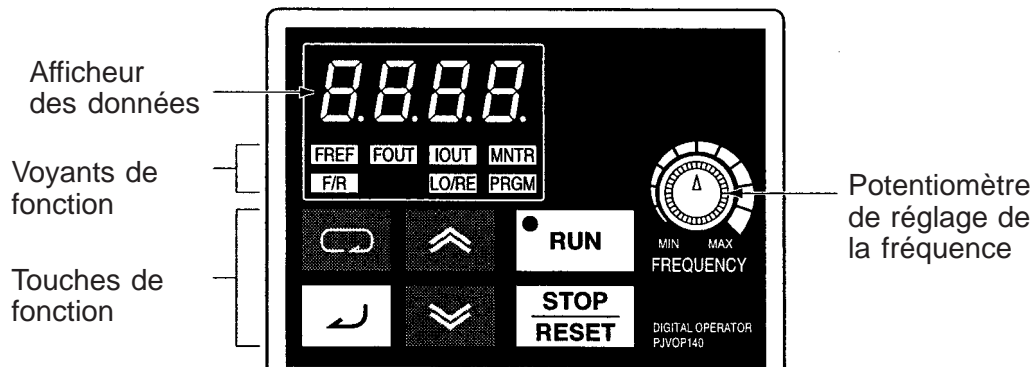 Afficheur
des données
8.8.8.8.
FREF FOUT IOUT MNTR
F/R LO/RE PRGM
Voyants de
fonction
Touches de
fonction
RUN
STOP
RESET
MIN MAX
FREQUENCY
DIGITAL OPERATOR
PJVOP140
Potentiomètre
de réglage de
la fréquence